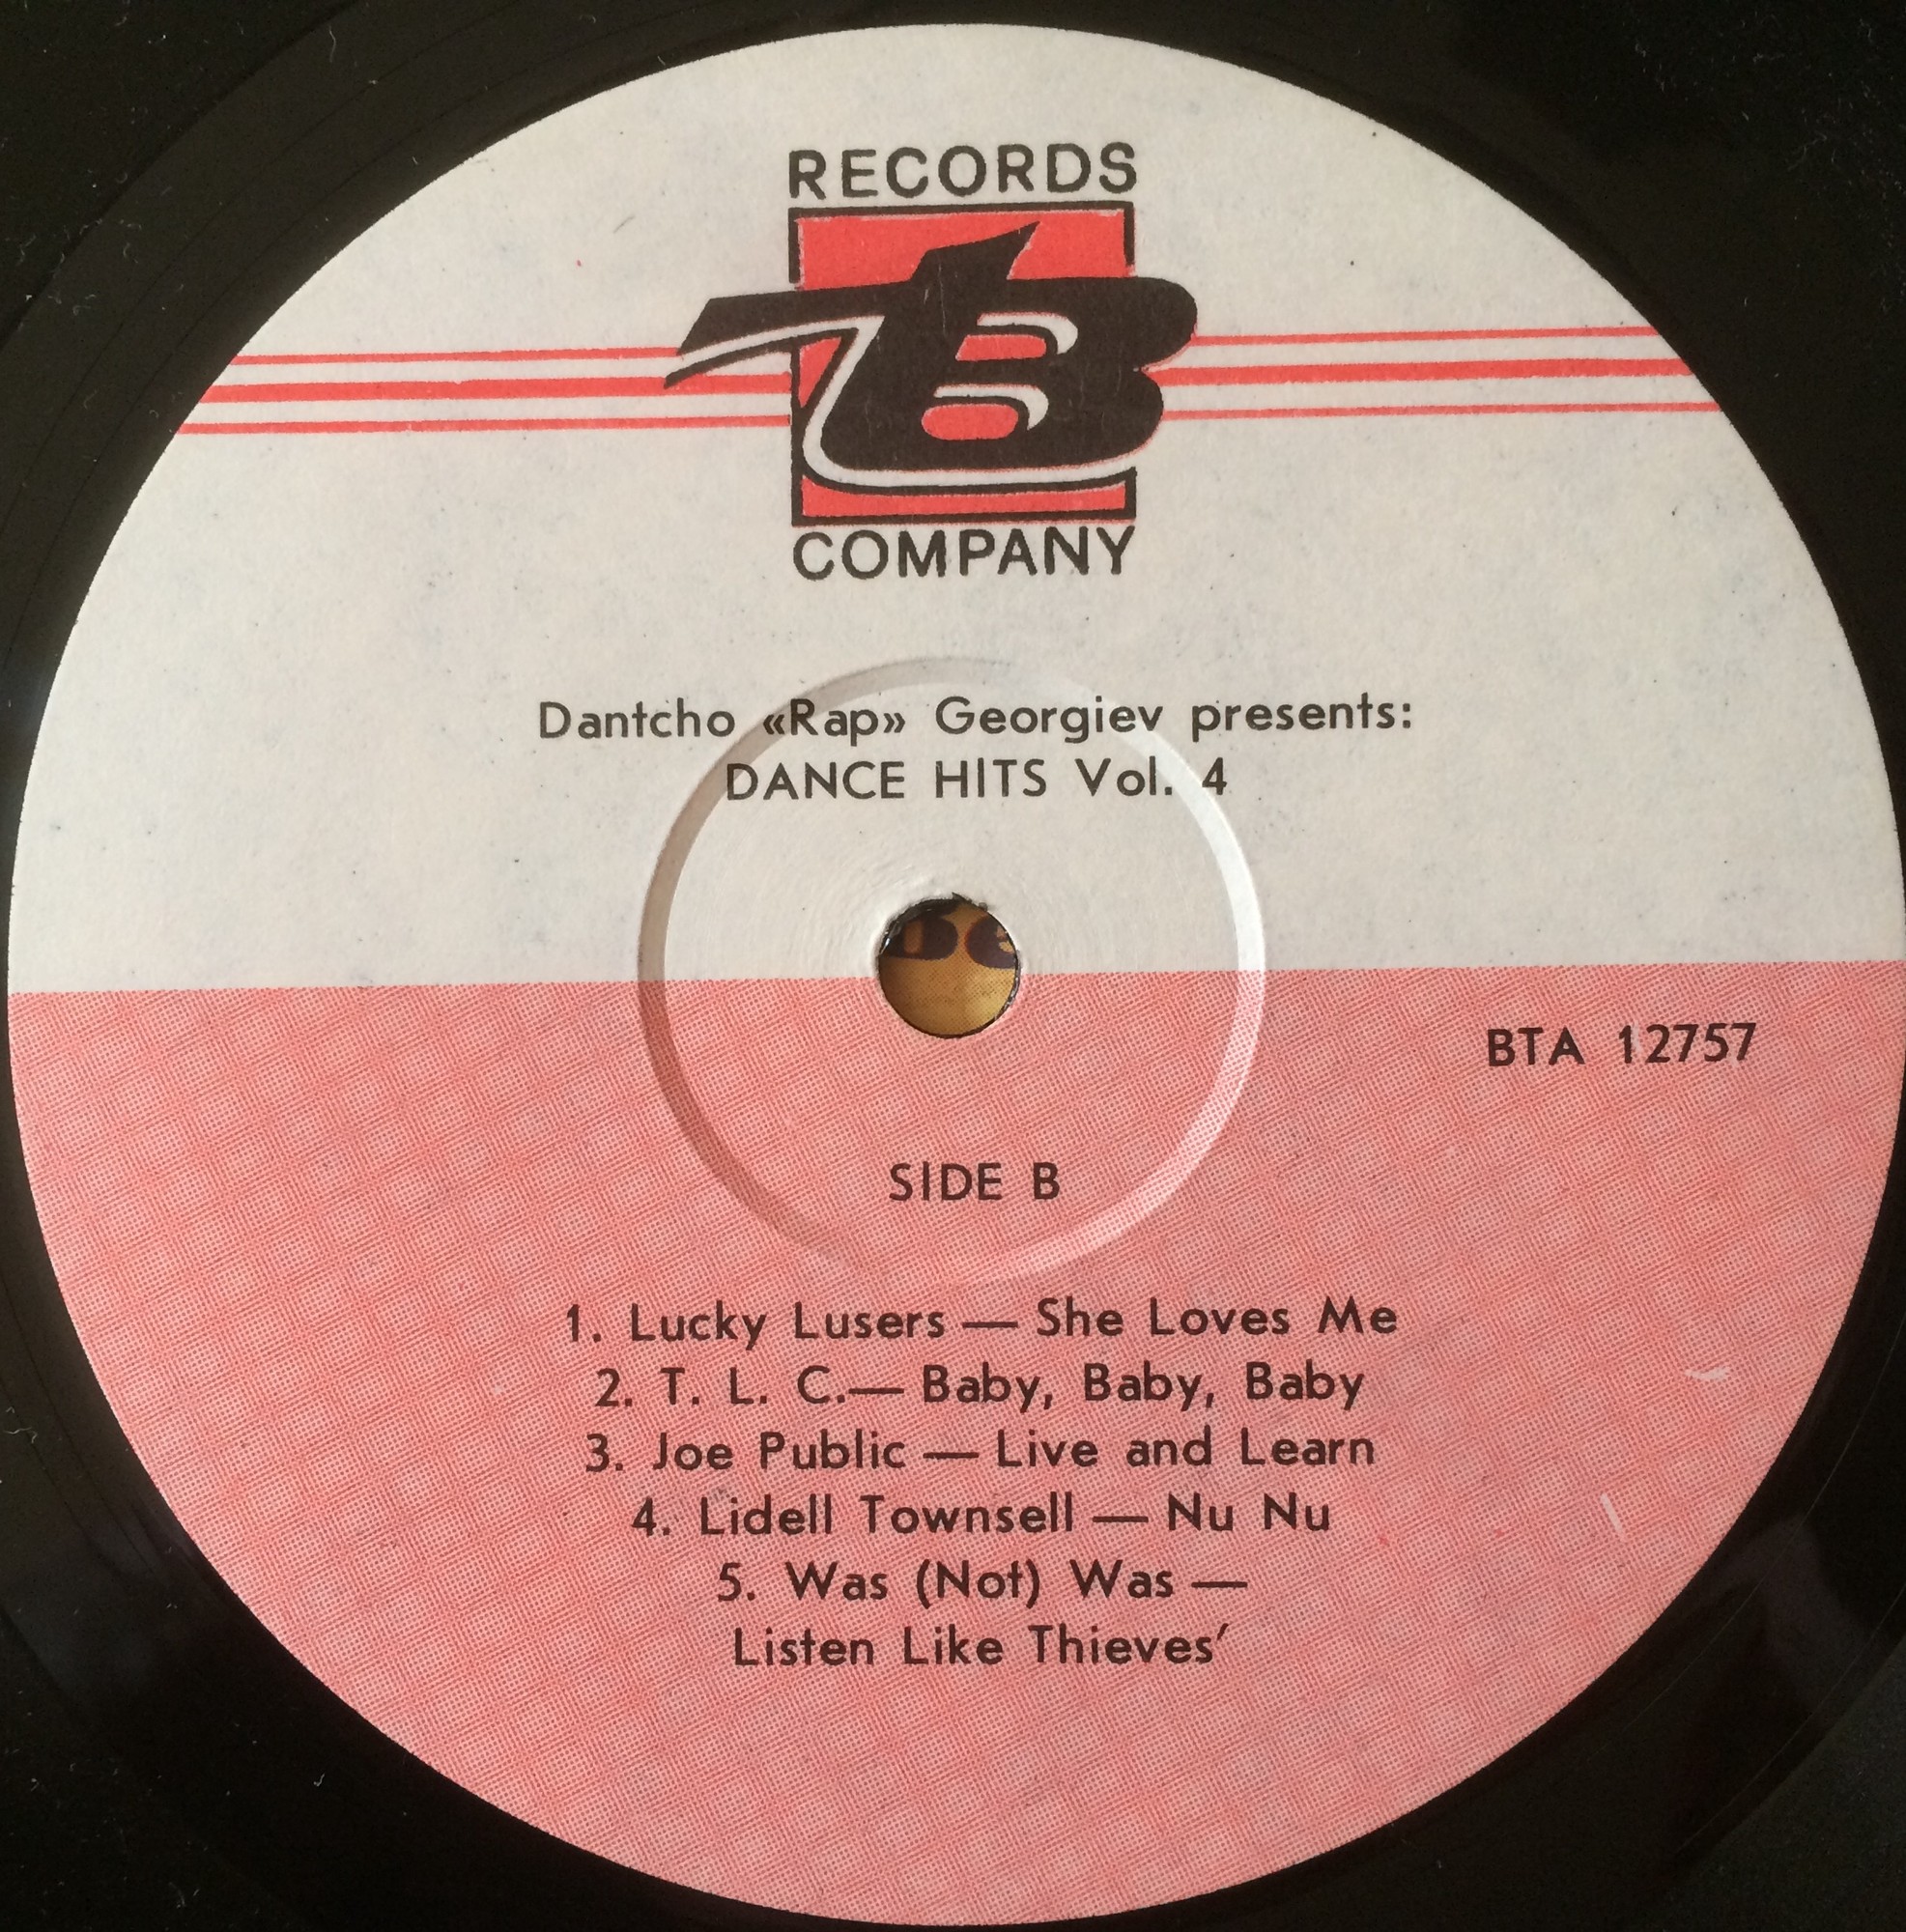 RECORDS
TB
COMPANY
Dantcho «Rap» Georgiev presents:
DANCE HITS Vol. 4
BTA 12757
SIDE B
1. Lucky Lusers — She Loves Me
2. T. L. C.— Baby, Baby, Baby
3. Joe Public — Live and Learn
4. Lidell Townsell — Nu Nu
5. Was (Not) Was —
Listen Like Thieves′